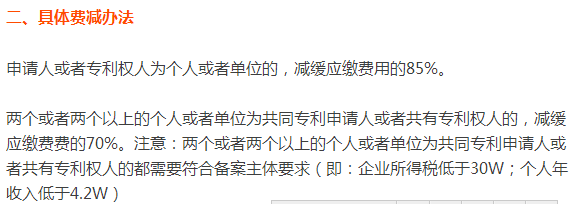 二、具体费减办法
申请人或者专利权人为个人或者单位的，减缓应缴费用的85%。
两个或者两个以上的个人或者单位为共同专利申请人或者共有专利权人的，减缓
应缴费费的70%。注意：两个或者两个以上的个人或者单位为共同专利申请人或
者共有专利权人的都需要符合备案主体要求（即：企业所得税低于30W；个人年
收入低于4.2W）